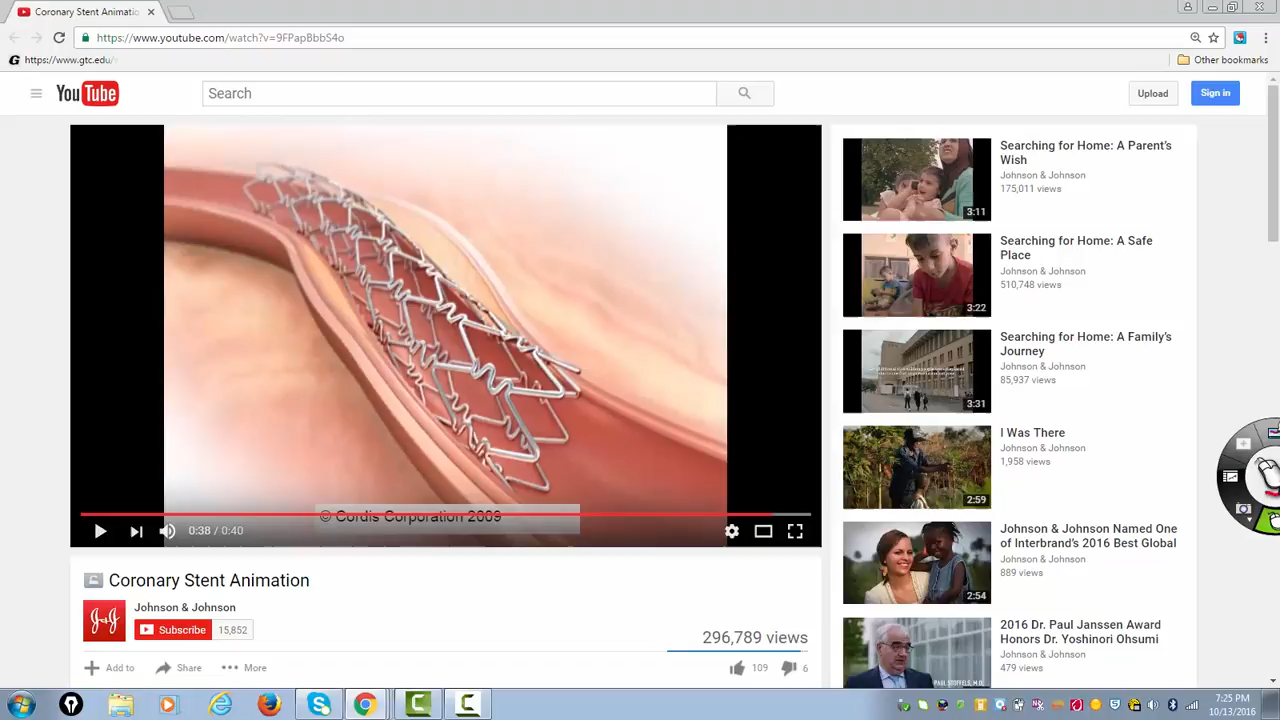 Coronary Stent Animatio
https://www.youtube.com/watch?v=9FPapBbbS4o
https://www.gtc.edu/
Other bookmarks
YouTube
Search
Upload
Sign in
© Cordis Corporation 2009
0:38 / 0:40
Coronary Stent Animation
Johnson & Johnson
Subscribe 15,852
296,789 views
Add to
Share
More
109
6
Searching for Home: A Parent's
Wish
Johnson & Johnson
175,011 views
3:11
Searching for Home: A Safe
Place
Johnson & Johnson
510,748 views
3:22
Searching for Home: A Family's
Journey
Johnson & Johnson
85,937 views
3:31
I Was There
Johnson & Johnson
1,958 views
2:59
Johnson & Johnson Named One
of Interbrand's 2016 Best Global
Johnson & Johnson
889 views
2:54
2016 Dr. Paul Janssen Award
Honors Dr. Yoshinori Ohsumi
Johnson & Johnson
479 views
PAUL STOFFELS, M.D.
7:25 PM
10/13/2016